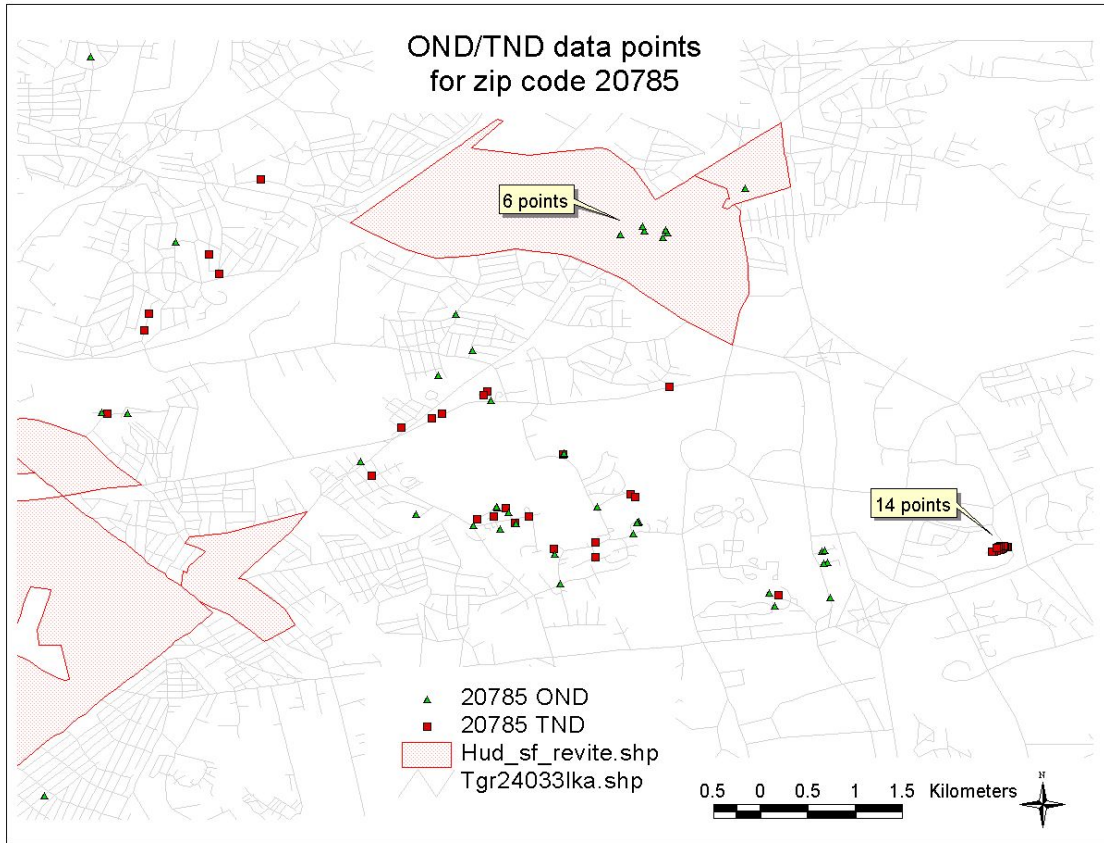 OND/TND data points
for zip code 20785
6 points
14 points
20785 OND
20785 TND
Hud_sf_revite.shp
Tgr24033lka.shp
0.5 0 0.5 1 1.5 Kilometers
N